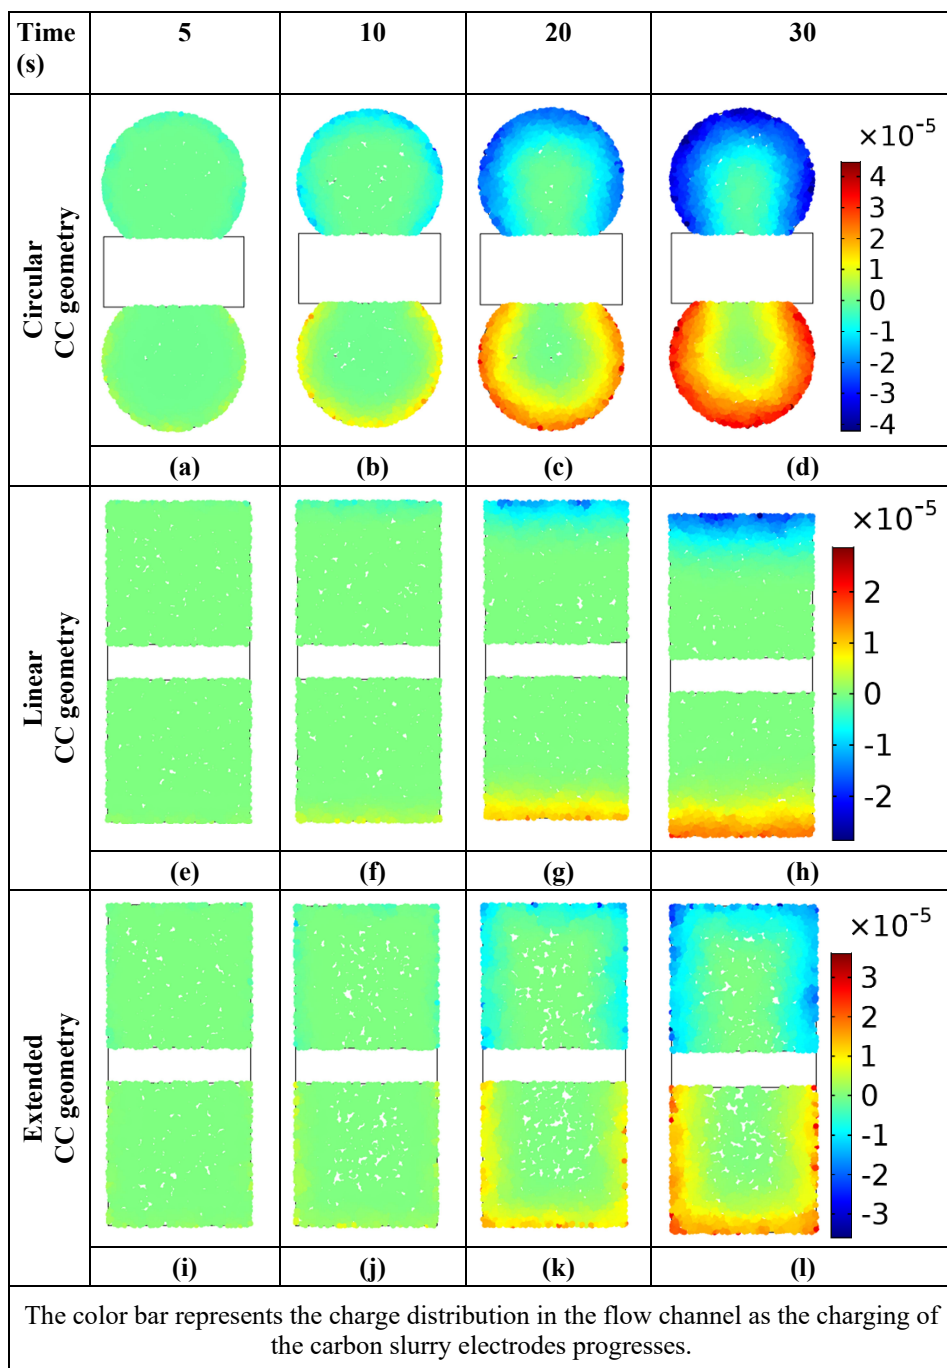 Time (s) 5 10 20 30
Circular
CC geometry
×10⁻⁵
4
3
2
1
0
-1
-2
-3
-4
(a) (b) (c) (d)
Linear
CC geometry
×10⁻⁵
2
1
0
-1
-2
(e) (f) (g) (h)
Extended
CC geometry
×10⁻⁵
3
2
1
0
-1
-2
-3
(i) (j) (k) (l)
The color bar represents the charge distribution in the flow channel as the charging of
the carbon slurry electrodes progresses.